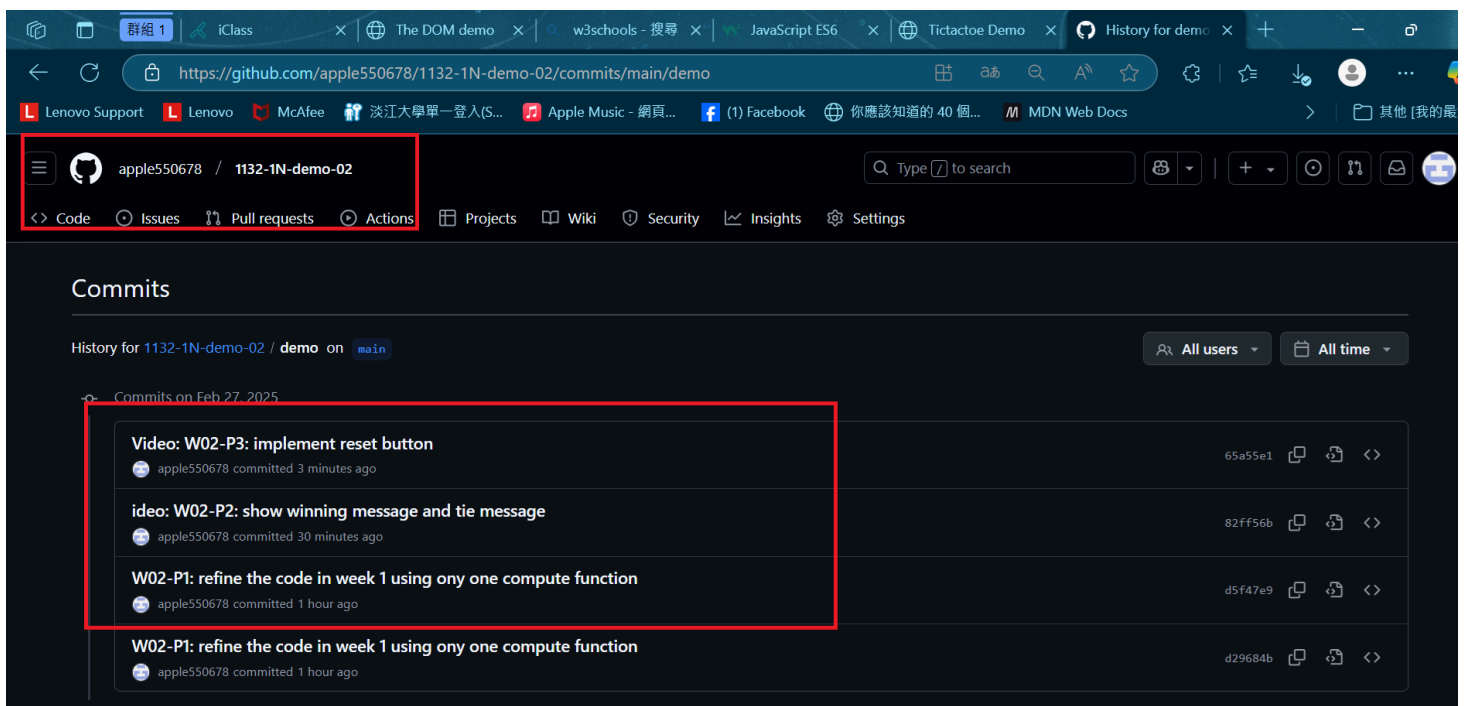 群組 1 iClass The DOM demo w3schools - 搜尋 JavaScript ES6 Tictactoe Demo History for demo
https://github.com/apple550678/1132-1N-demo-02/commits/main/demo
Lenovo Support Lenovo McAfee 淡江大學單一登入(S... Apple Music - 網頁... (1) Facebook 你應該知道的 40 個... MDN Web Docs 其他 [我的最
apple550678 / 1132-1N-demo-02 Type / to search
Code Issues Pull requests Actions Projects Wiki Security Insights Settings
Commits
History for 1132-1N-demo-02 / demo on main All users All time
Commits on Feb 27, 2025
Video: W02-P3: implement reset button
apple550678 committed 3 minutes ago 65a55e1
ideo: W02-P2: show winning message and tie message
apple550678 committed 30 minutes ago 82ff56b
W02-P1: refine the code in week 1 using ony one compute function
apple550678 committed 1 hour ago d5f47e9
W02-P1: refine the code in week 1 using ony one compute function
apple550678 committed 1 hour ago d29684b